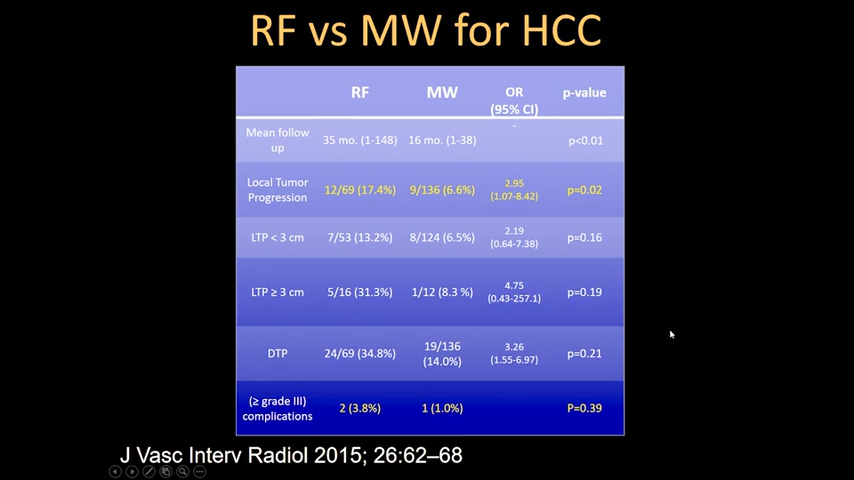 RF vs MW for HCC
RF MW OR (95% CI) p-value
Mean follow up 35 mo. (1-148) 16 mo. (1-38) - p<0.01
Local Tumor Progression 12/69 (17.4%) 9/136 (6.6%) 2.95 (1.07-8.42) p=0.02
LTP < 3 cm 7/53 (13.2%) 8/124 (6.5%) 2.19 (0.64-7.38) p=0.16
LTP ≥ 3 cm 5/16 (31.3%) 1/12 (8.3 %) 4.75 (0.43-257.1) p=0.19
DTP 24/69 (34.8%) 19/136 (14.0%) 3.26 (1.55-6.97) p=0.21
(≥ grade III) complications 2 (3.8%) 1 (1.0%) P=0.39
J Vasc Interv Radiol 2015; 26:62–68